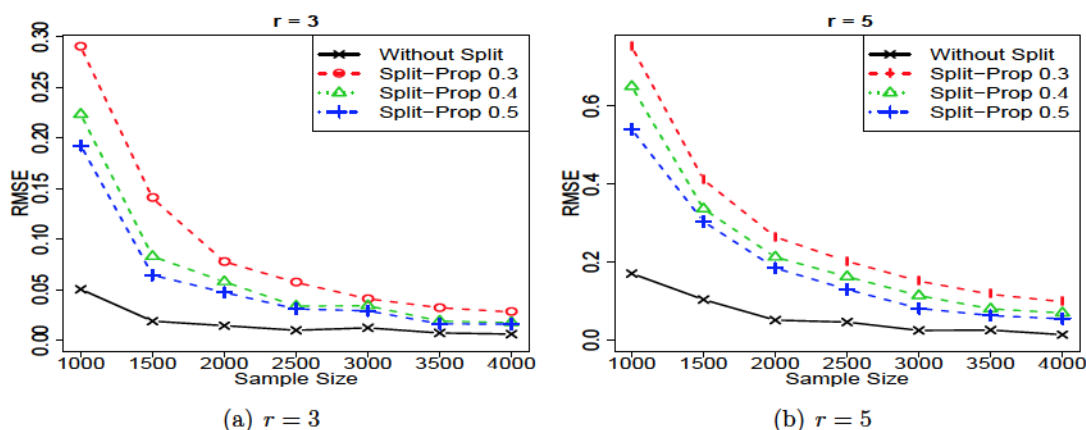 r = 3
RMSE
0.00 0.05 0.10 0.15 0.20 0.25 0.30
Without Split
Split−Prop 0.3
Split−Prop 0.4
Split−Prop 0.5
1000 1500 2000 2500 3000 3500 4000
Sample Size
(a) r = 3
r = 5
RMSE
0.0 0.2 0.4 0.6
Without Split
Split−Prop 0.3
Split−Prop 0.4
Split−Prop 0.5
1000 1500 2000 2500 3000 3500 4000
Sample Size
(b) r = 5